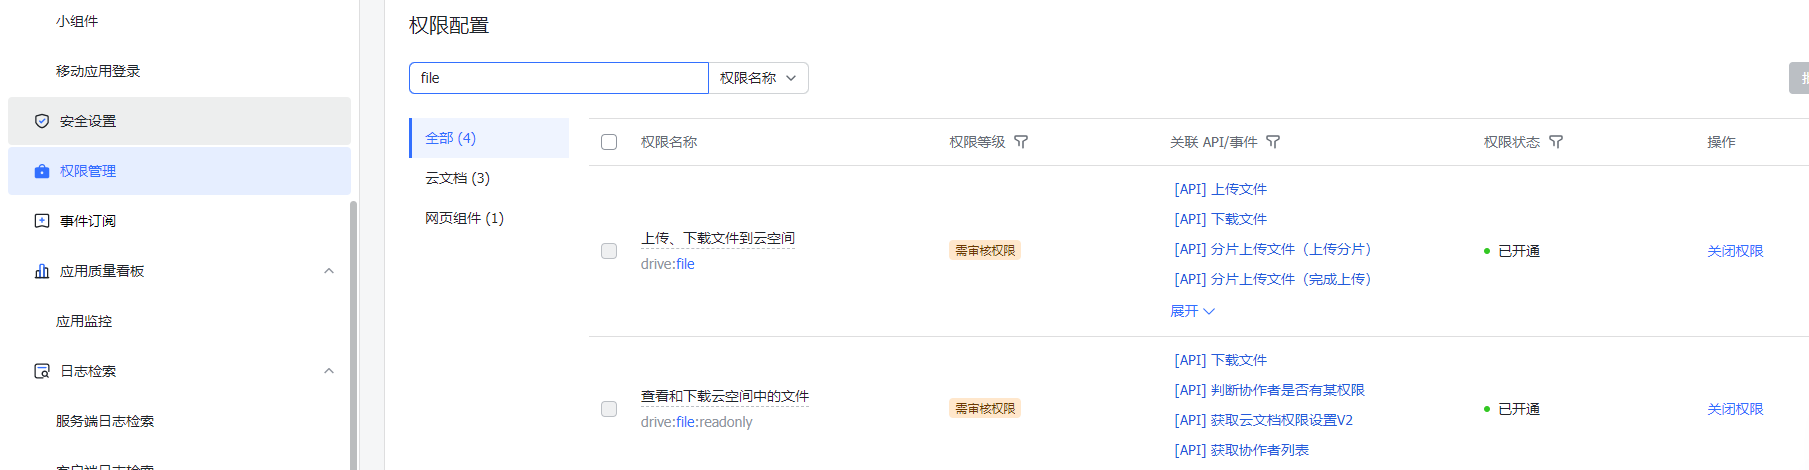 小组件
移动应用登录
安全设置
权限管理
事件订阅
应用质量看板
应用监控
日志检索
服务端日志检索
客户端日志检索
权限配置
file 权限名称
全部 (4)
云文档 (3)
网页组件 (1)
权限名称 权限等级 关联 API/事件 权限状态 操作
上传、下载文件到云空间
drive:file
需审核权限
[API] 上传文件
[API] 下载文件
[API] 分片上传文件（上传分片）
[API] 分片上传文件（完成上传）
展开
已开通
关闭权限
查看和下载云空间中的文件
drive:file:readonly
需审核权限
[API] 下载文件
[API] 判断协作者是否有某权限
[API] 获取云文档权限设置V2
[API] 获取协作者列表
已开通
关闭权限